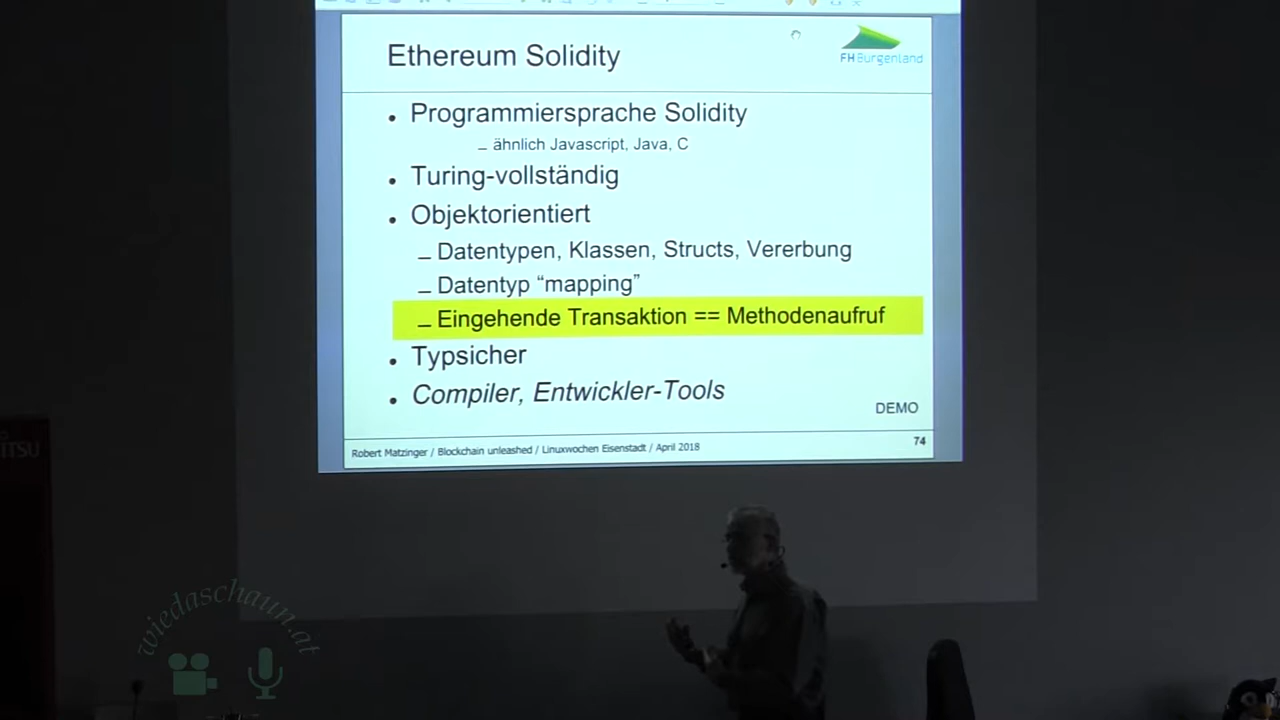 Ethereum Solidity
FH Burgenland
• Programmiersprache Solidity
– ähnlich Javascript, Java, C
• Turing-vollständig
• Objektorientiert
– Datentypen, Klassen, Structs, Vererbung
– Datentyp “mapping”
– Eingehende Transaktion == Methodenaufruf
• Typsicher
• Compiler, Entwickler-Tools
DEMO
Robert Matzinger / Blockchain unleashed / Linuxwochen Eisenstadt / April 2018
74
wiedaschaun.at